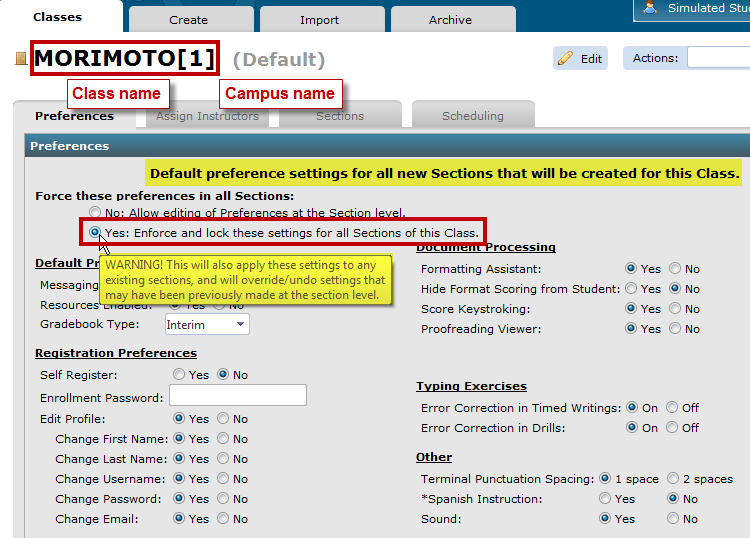 Classes Create Import Archive Simulated Stu
MORIMOTO[1] (Default) Edit Actions:
Class name Campus name
Preferences Assign Instructors Sections Scheduling
Preferences
Default preference settings for all new Sections that will be created for this Class.
Force these preferences in all Sections:
No: Allow editing of Preferences at the Section level.
Yes: Enforce and lock these settings for all Sections of this Class.
WARNING! This will also apply these settings to any
existing sections, and will override/undo settings that
may have been previously made at the section level.
Default P
Messaging
Resources Enabled: Yes No
Gradebook Type: Interim
Registration Preferences
Self Register: Yes No
Enrollment Password:
Edit Profile: Yes No
Change First Name: Yes No
Change Last Name: Yes No
Change Username: Yes No
Change Password: Yes No
Change Email: Yes No
Document Processing
Formatting Assistant: Yes No
Hide Format Scoring from Student: Yes No
Score Keystroking: Yes No
Proofreading Viewer: Yes No
Typing Exercises
Error Correction in Timed Writings: On Off
Error Correction in Drills: On Off
Other
Terminal Punctuation Spacing: 1 space 2 spaces
*Spanish Instruction: Yes No
Sound: Yes No